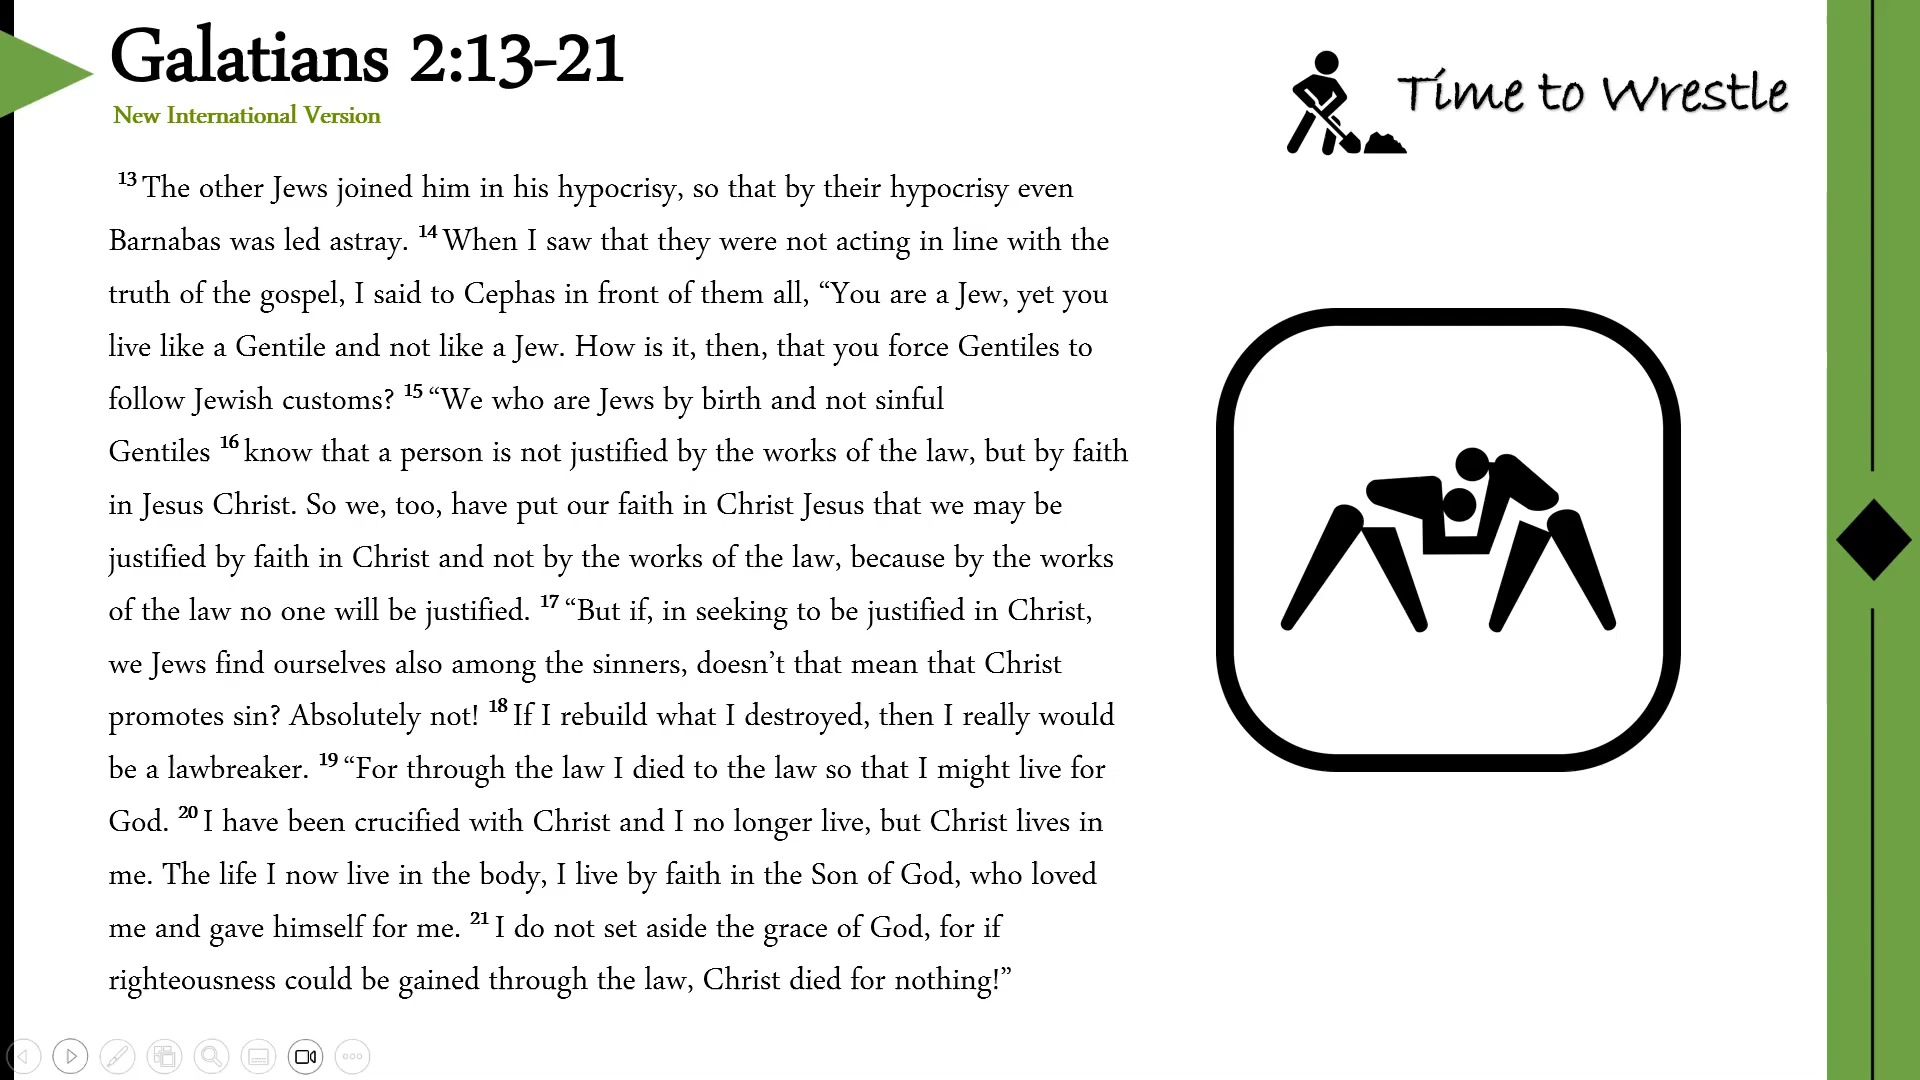 Galatians 2:13-21
New International Version
Time to Wrestle
13 The other Jews joined him in his hypocrisy, so that by their hypocrisy even
Barnabas was led astray. 14 When I saw that they were not acting in line with the
truth of the gospel, I said to Cephas in front of them all, “You are a Jew, yet you
live like a Gentile and not like a Jew. How is it, then, that you force Gentiles to
follow Jewish customs? 15 “We who are Jews by birth and not sinful
Gentiles 16 know that a person is not justified by the works of the law, but by faith
in Jesus Christ. So we, too, have put our faith in Christ Jesus that we may be
justified by faith in Christ and not by the works of the law, because by the works
of the law no one will be justified. 17 “But if, in seeking to be justified in Christ,
we Jews find ourselves also among the sinners, doesn’t that mean that Christ
promotes sin? Absolutely not! 18 If I rebuild what I destroyed, then I really would
be a lawbreaker. 19 “For through the law I died to the law so that I might live for
God. 20 I have been crucified with Christ and I no longer live, but Christ lives in
me. The life I now live in the body, I live by faith in the Son of God, who loved
me and gave himself for me. 21 I do not set aside the grace of God, for if
righteousness could be gained through the law, Christ died for nothing!”